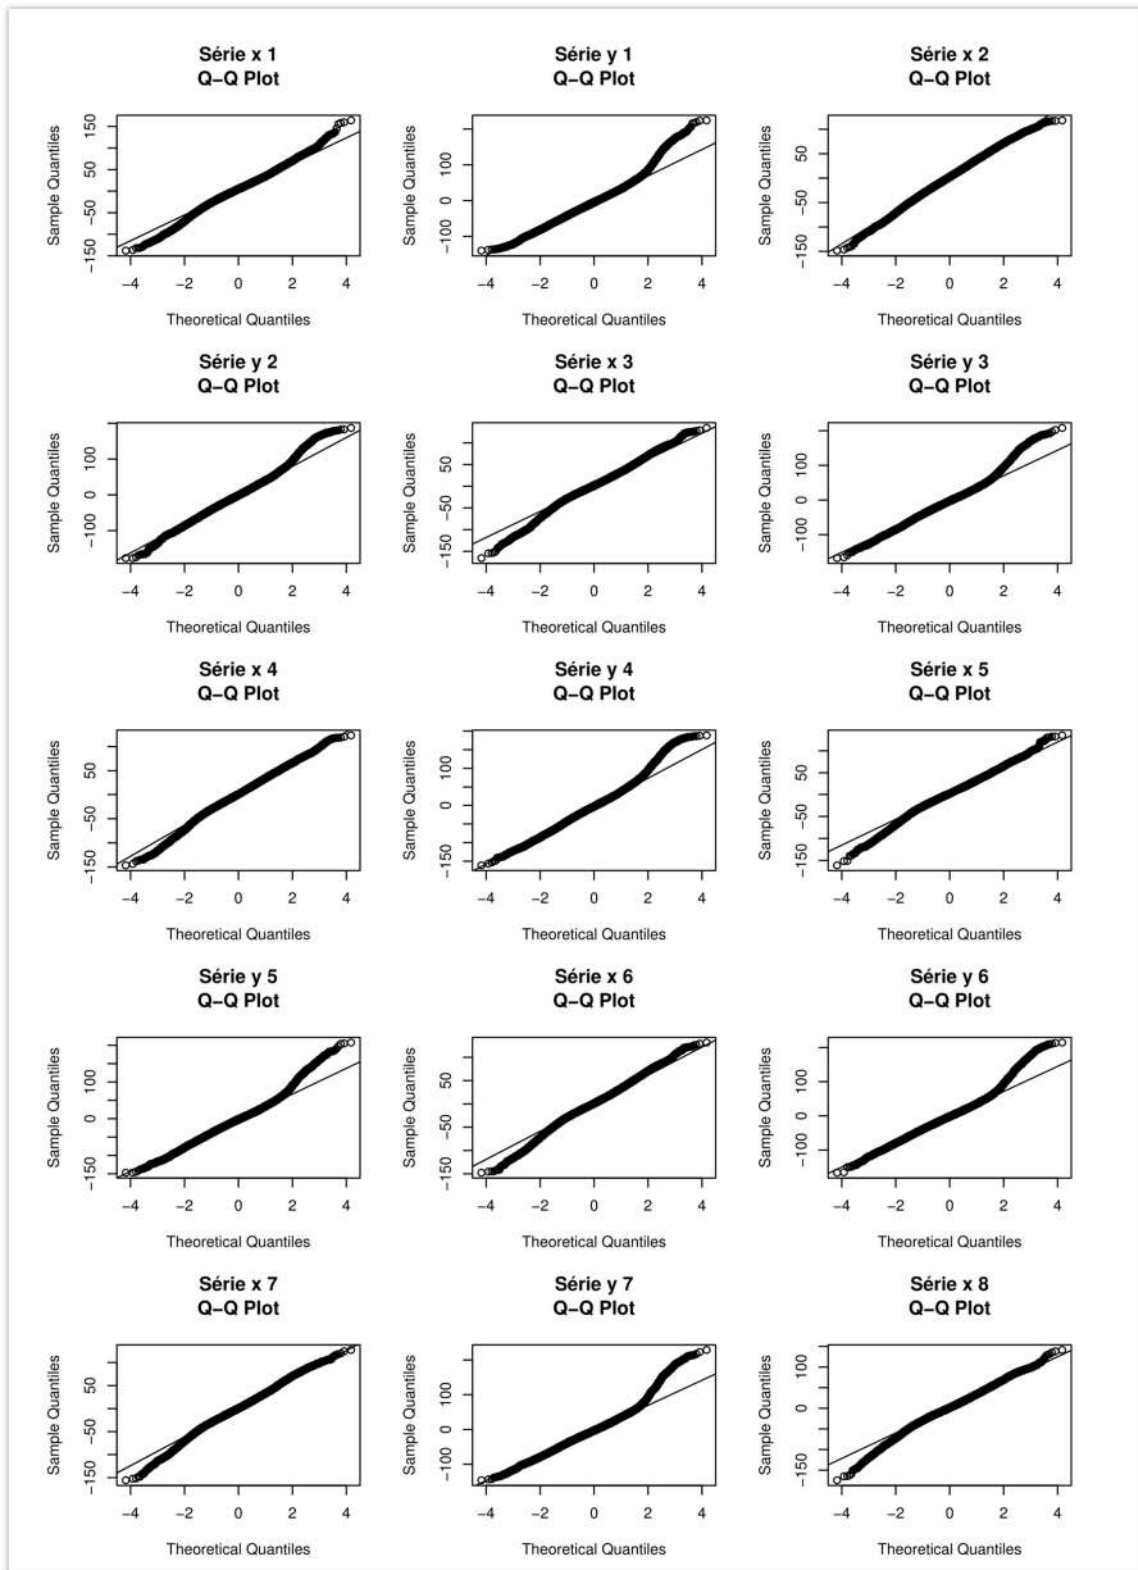 Série x 1
Q−Q Plot
Sample Quantiles
−150 −50 50 150
−4 −2 0 2 4
Theoretical Quantiles
Série y 1
Q−Q Plot
Sample Quantiles
−100 0 100
−4 −2 0 2 4
Theoretical Quantiles
Série x 2
Q−Q Plot
Sample Quantiles
−150 −50 50
−4 −2 0 2 4
Theoretical Quantiles
Série y 2
Q−Q Plot
Sample Quantiles
−100 0 100
−4 −2 0 2 4
Theoretical Quantiles
Série x 3
Q−Q Plot
Sample Quantiles
−150 −50 50
−4 −2 0 2 4
Theoretical Quantiles
Série y 3
Q−Q Plot
Sample Quantiles
−100 0 100
−4 −2 0 2 4
Theoretical Quantiles
Série x 4
Q−Q Plot
Sample Quantiles
−150 −50 50
−4 −2 0 2 4
Theoretical Quantiles
Série y 4
Q−Q Plot
Sample Quantiles
−150 0 100
−4 −2 0 2 4
Theoretical Quantiles
Série x 5
Q−Q Plot
Sample Quantiles
−150 −50 50
−4 −2 0 2 4
Theoretical Quantiles
Série y 5
Q−Q Plot
Sample Quantiles
−150 0 100
−4 −2 0 2 4
Theoretical Quantiles
Série x 6
Q−Q Plot
Sample Quantiles
−150 −50 50
−4 −2 0 2 4
Theoretical Quantiles
Série y 6
Q−Q Plot
Sample Quantiles
−100 0 100
−4 −2 0 2 4
Theoretical Quantiles
Série x 7
Q−Q Plot
Sample Quantiles
−150 −50 50
−4 −2 0 2 4
Theoretical Quantiles
Série y 7
Q−Q Plot
Sample Quantiles
−100 0 100
−4 −2 0 2 4
Theoretical Quantiles
Série x 8
Q−Q Plot
Sample Quantiles
−150 0 100
−4 −2 0 2 4
Theoretical Quantiles